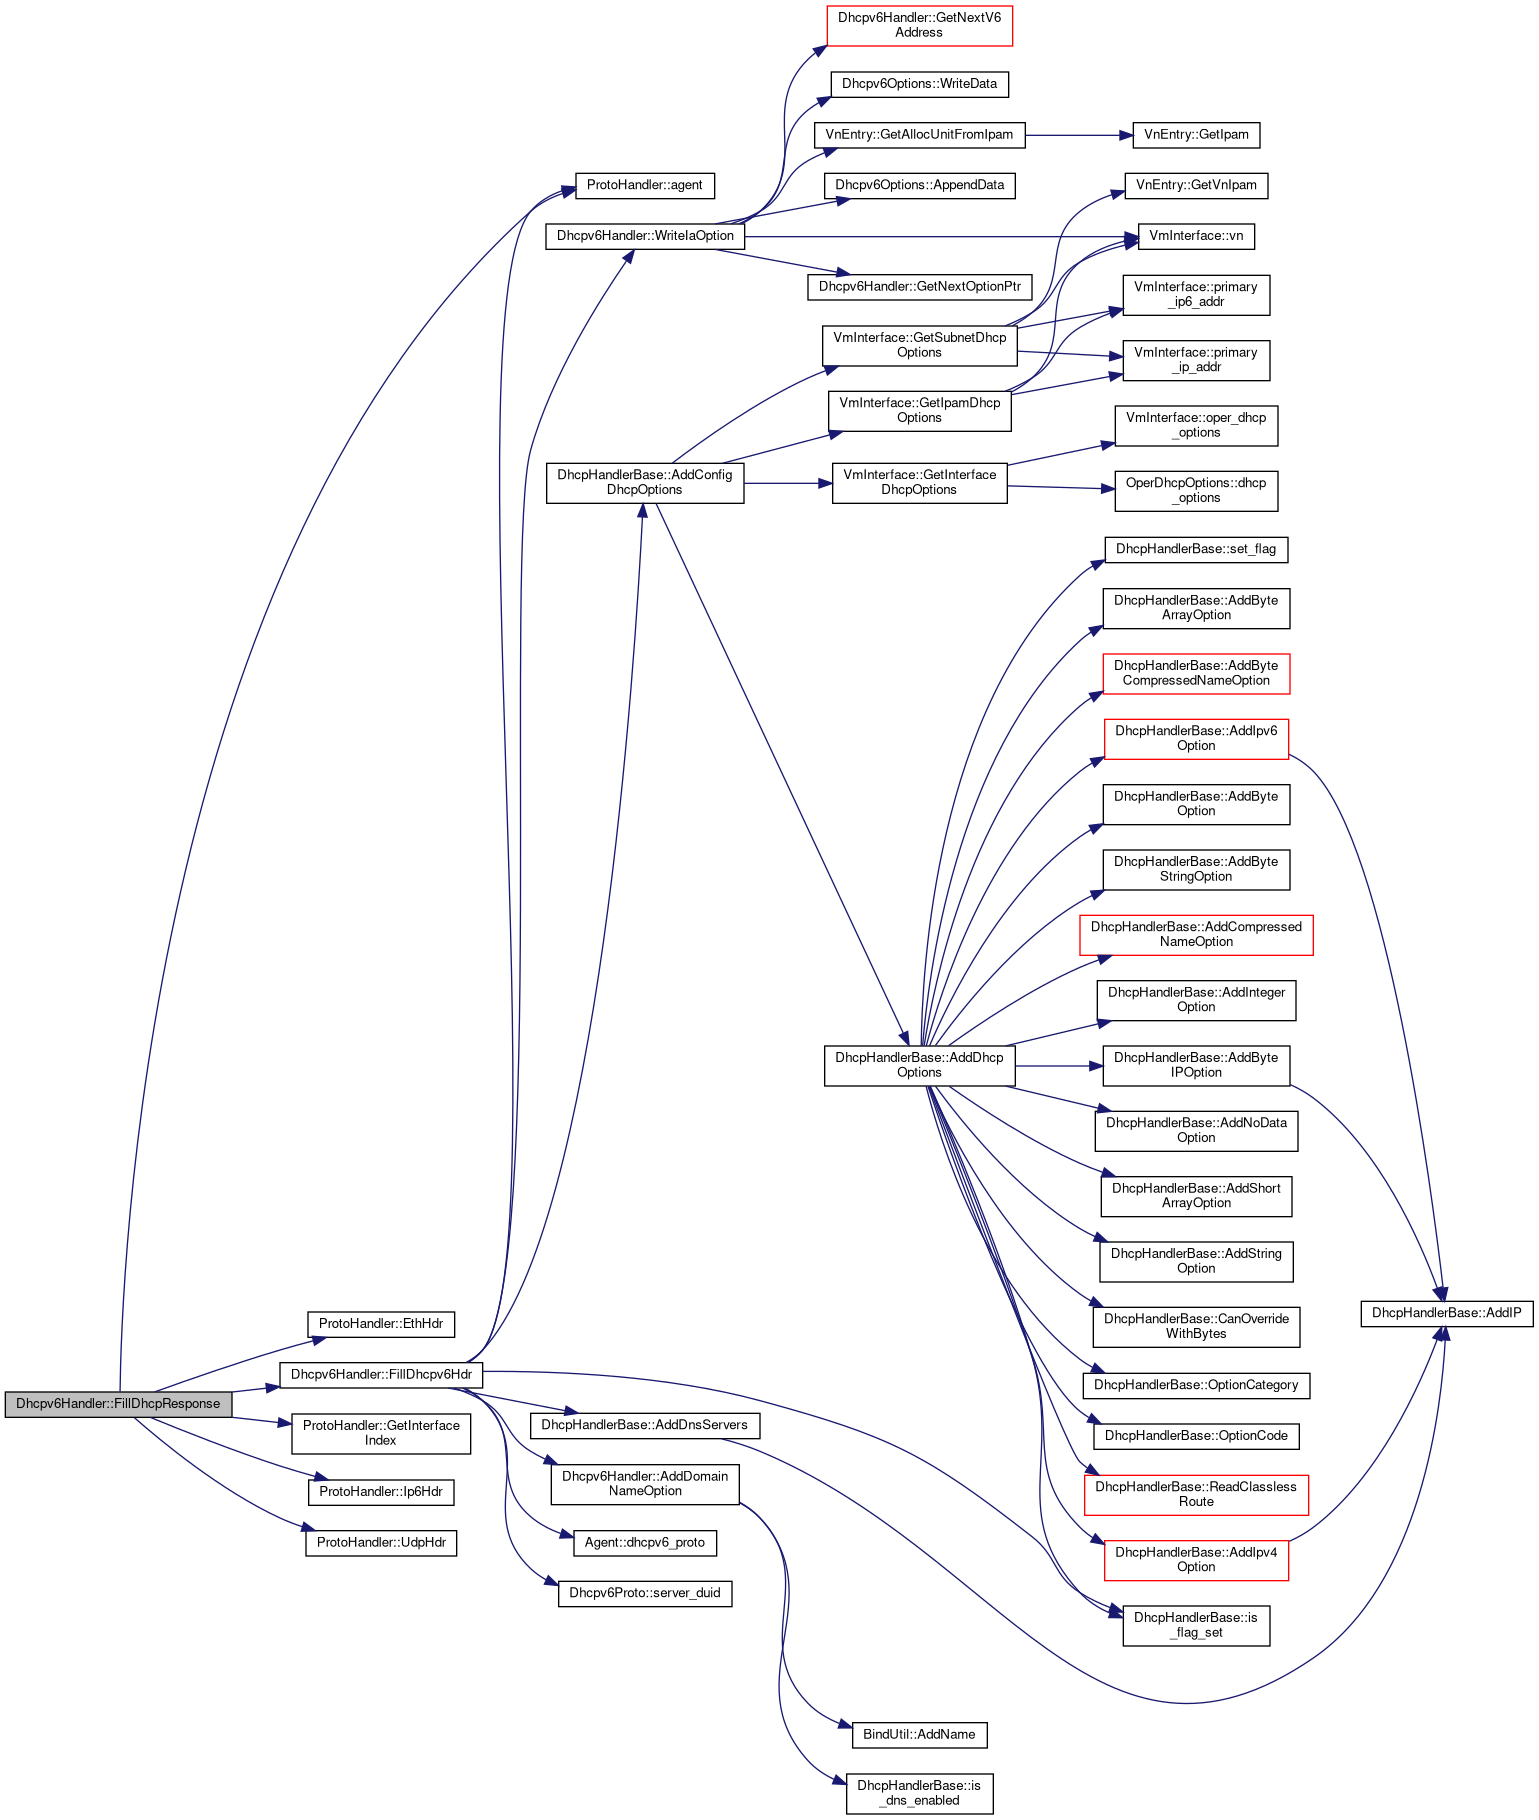 Dhcpv6Handler::GetNextV6
Address
Dhcpv6Options::WriteData
VnEntry::GetAllocUnitFromIpam
VnEntry::GetIpam
ProtoHandler::agent
Dhcpv6Options::AppendData
VnEntry::GetVnIpam
Dhcpv6Handler::WriteIaOption
VmInterface::vn
Dhcpv6Handler::GetNextOptionPtr
VmInterface::primary
_ip6_addr
VmInterface::GetSubnetDhcp
Options
VmInterface::primary
_ip_addr
VmInterface::GetIpamDhcp
Options
VmInterface::oper_dhcp
_options
DhcpHandlerBase::AddConfig
DhcpOptions
VmInterface::GetInterface
DhcpOptions
OperDhcpOptions::dhcp
_options
DhcpHandlerBase::set_flag
DhcpHandlerBase::AddByte
ArrayOption
DhcpHandlerBase::AddByte
CompressedNameOption
DhcpHandlerBase::AddIpv6
Option
DhcpHandlerBase::AddByte
Option
DhcpHandlerBase::AddByte
StringOption
DhcpHandlerBase::AddCompressed
NameOption
DhcpHandlerBase::AddInteger
Option
DhcpHandlerBase::AddDhcp
Options
DhcpHandlerBase::AddByte
IPOption
DhcpHandlerBase::AddNoData
Option
DhcpHandlerBase::AddShort
ArrayOption
DhcpHandlerBase::AddString
Option
DhcpHandlerBase::AddIP
ProtoHandler::EthHdr
DhcpHandlerBase::CanOverride
WithBytes
Dhcpv6Handler::FillDhcpv6Hdr
DhcpHandlerBase::OptionCategory
Dhcpv6Handler::FillDhcpResponse
ProtoHandler::GetInterface
Index
DhcpHandlerBase::AddDnsServers
DhcpHandlerBase::OptionCode
Dhcpv6Handler::AddDomain
NameOption
ProtoHandler::Ip6Hdr
DhcpHandlerBase::ReadClassless
Route
ProtoHandler::UdpHdr
Agent::dhcpv6_proto
DhcpHandlerBase::AddIpv4
Option
Dhcpv6Proto::server_duid
DhcpHandlerBase::is
_flag_set
BindUtil::AddName
DhcpHandlerBase::is
_dns_enabled